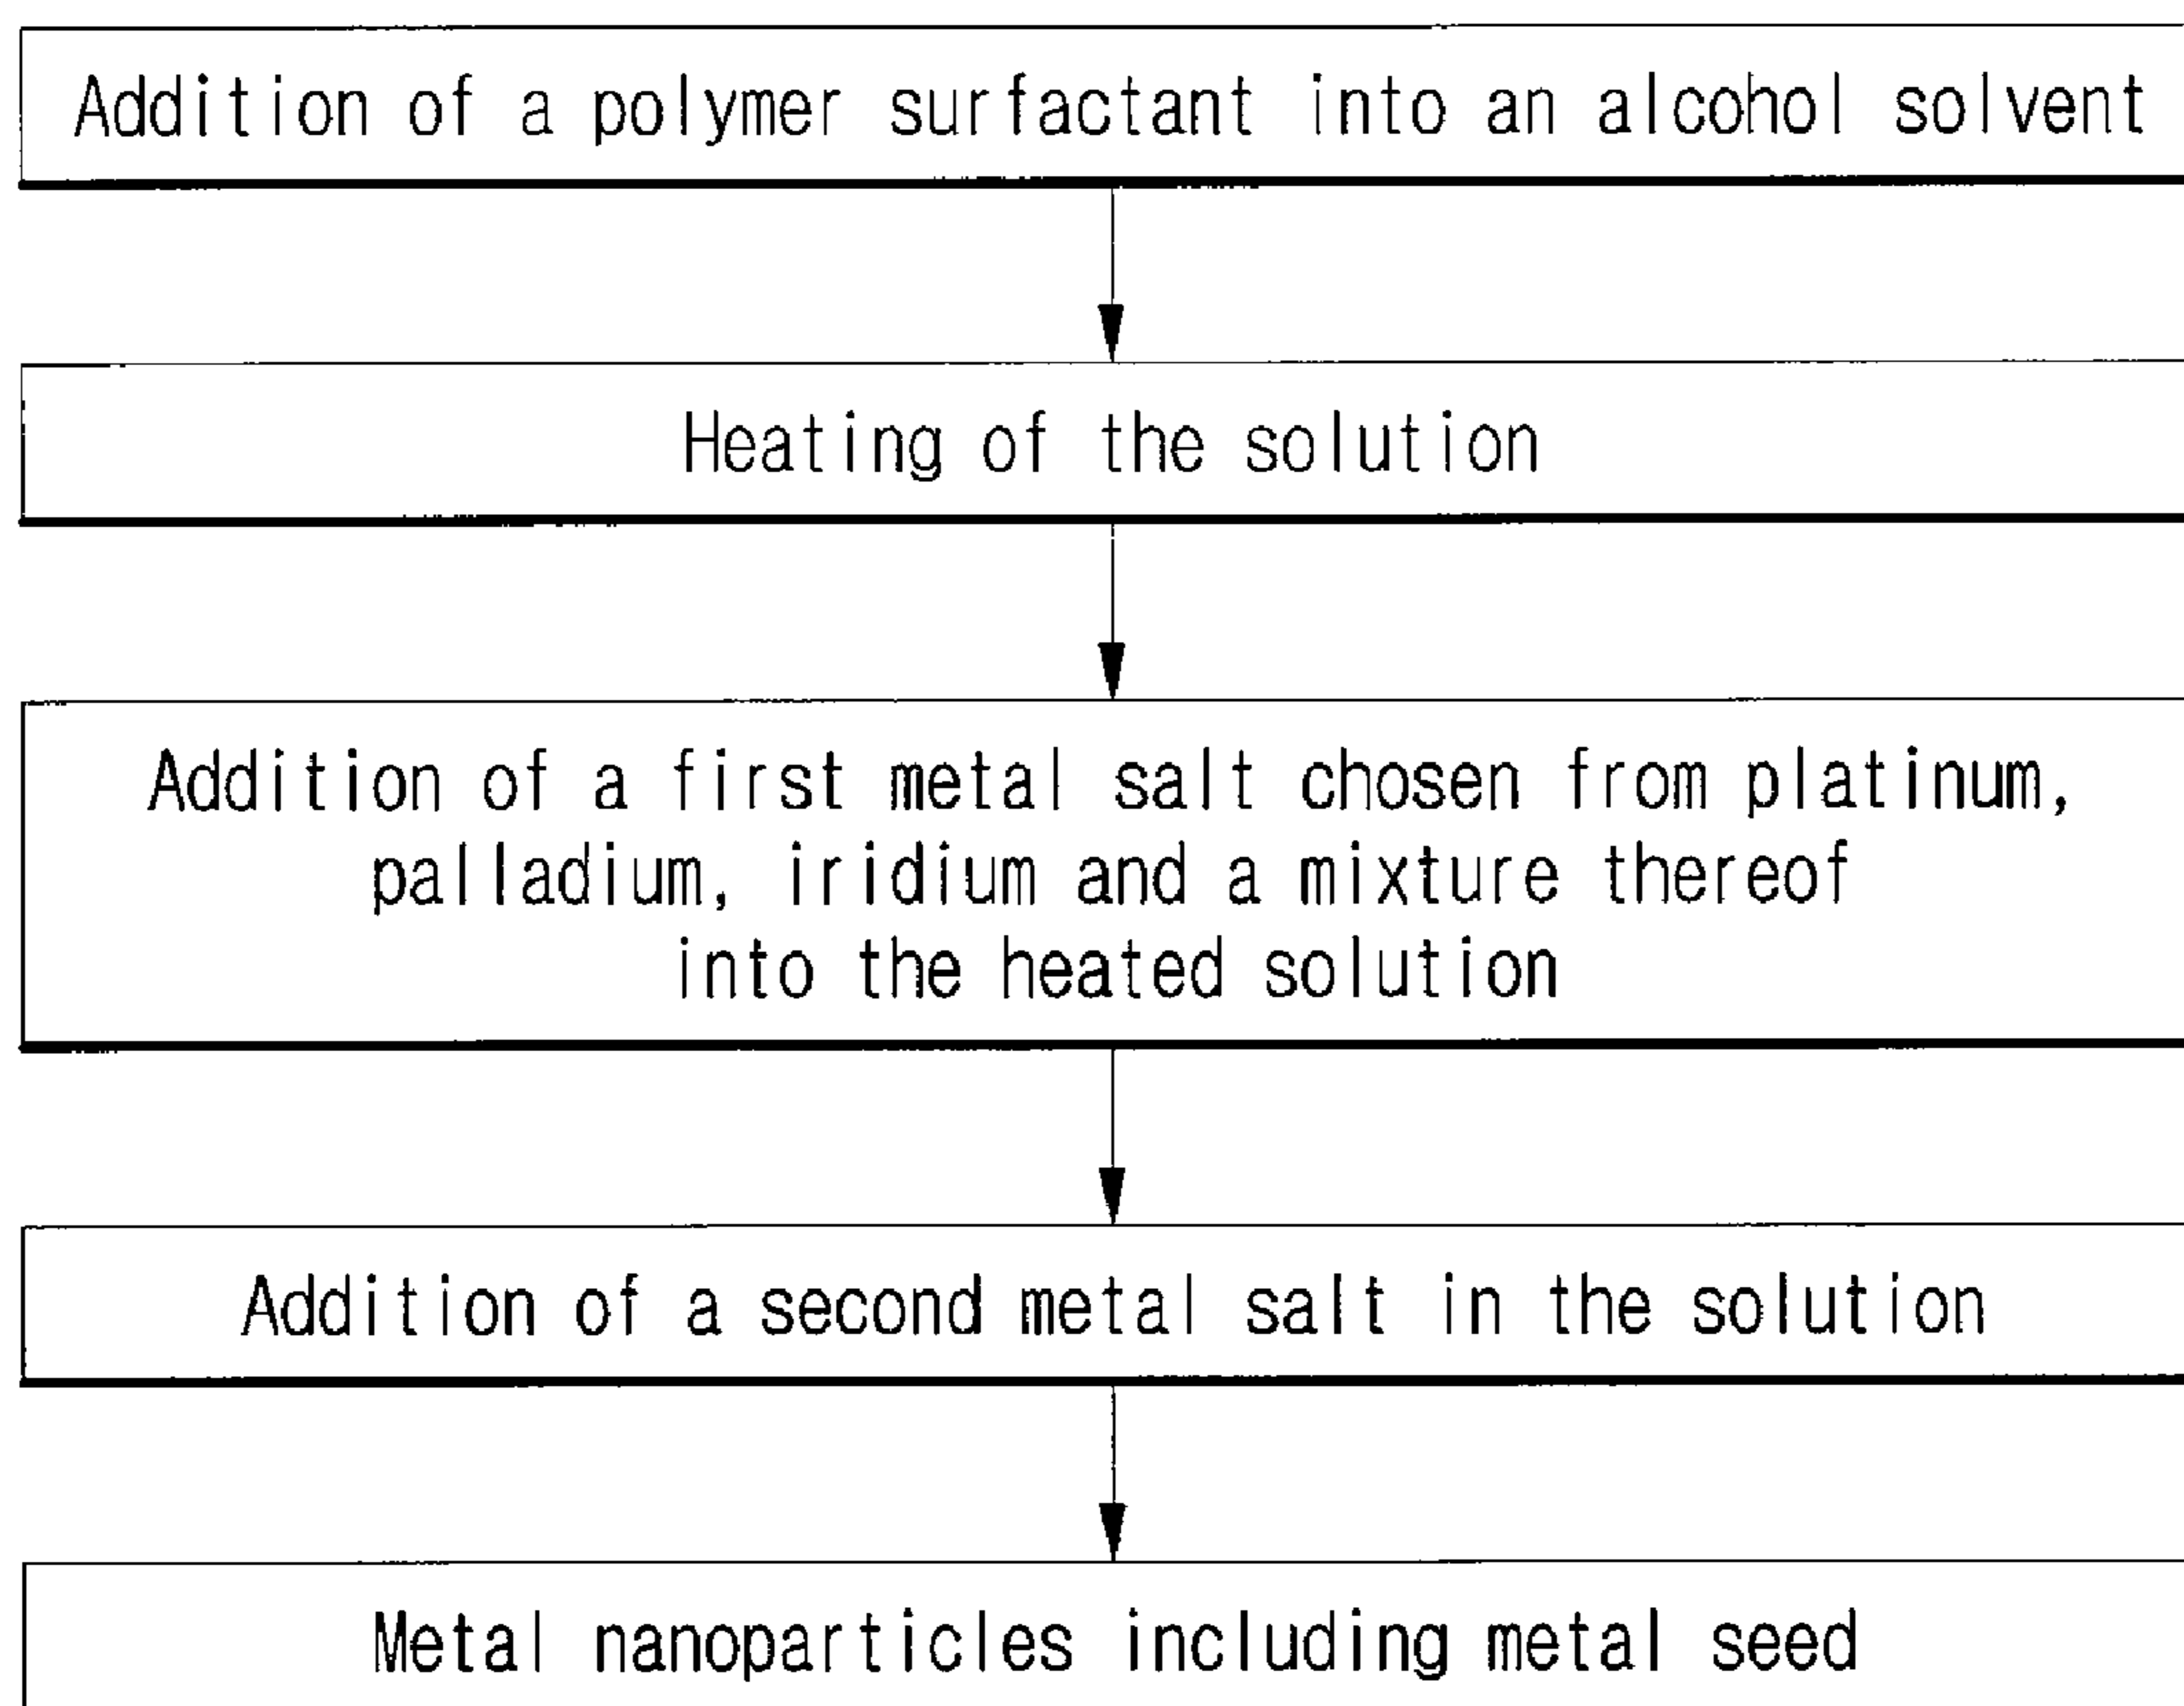 Addition of a polymer surfactant into an alcohol solvent
Heating of the solution
Addition of a first metal salt chosen from platinum,
palladium, iridium and a mixture thereof
into the heated solution
Addition of a second metal salt in the solution
Metal nanoparticles including metal seed